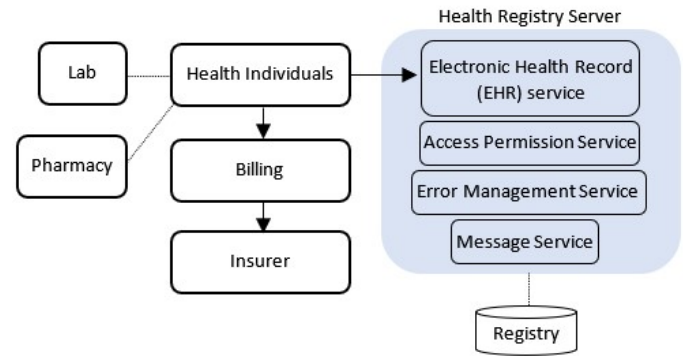 Health Registry Server
Lab
Health Individuals
Electronic Health Record
(EHR) service
Pharmacy
Billing
Access Permission Service
Error Management Service
Insurer
Message Service
Registry